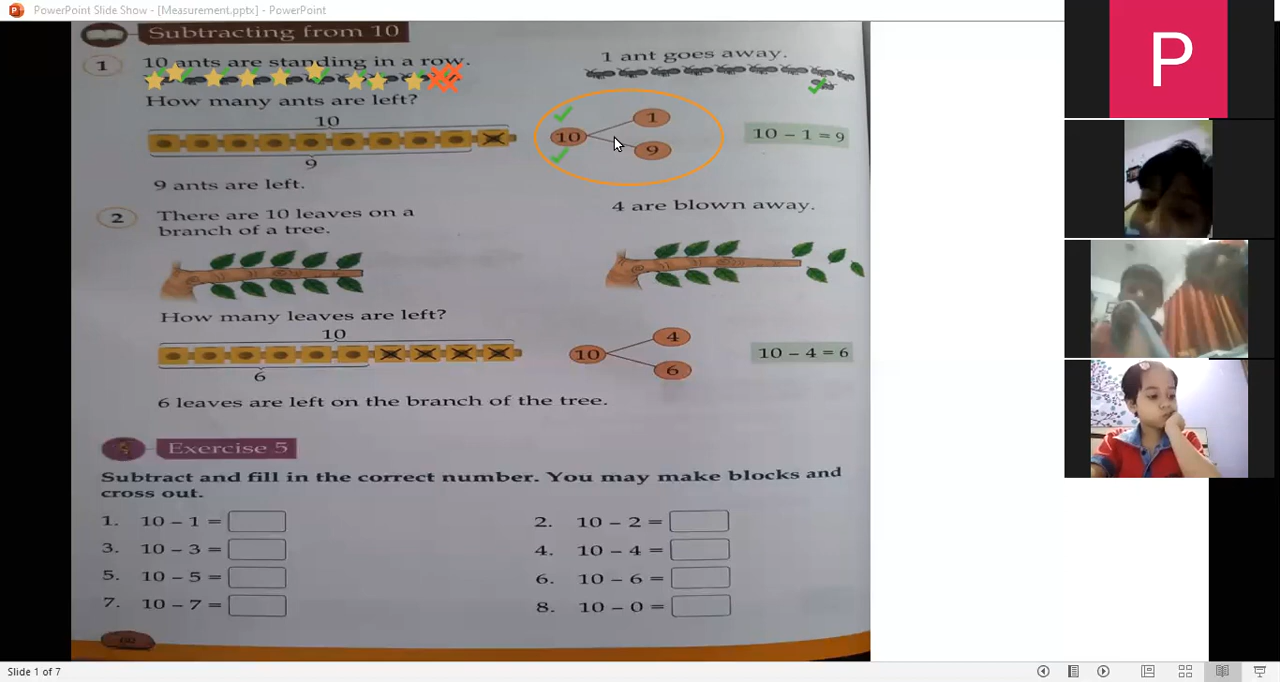 PowerPoint Slide Show - [Measurement.pptx] - PowerPoint
Subtracting from 10
1 10 ants are standing in a row. 1 ant goes away.
How many ants are left?
10
9
10 1 9
10 - 1 = 9
9 ants are left.
2 There are 10 leaves on a 4 are blown away.
branch of a tree.
How many leaves are left?
10
6
10 4 6
10 - 4 = 6
6 leaves are left on the branch of the tree.
Exercise 5
Subtract and fill in the correct number. You may make blocks and
cross out.
1. 10 - 1 = 2. 10 - 2 =
3. 10 - 3 = 4. 10 - 4 =
5. 10 - 5 = 6. 10 - 6 =
7. 10 - 7 = 8. 10 - 0 =
60
P
Slide 1 of 7